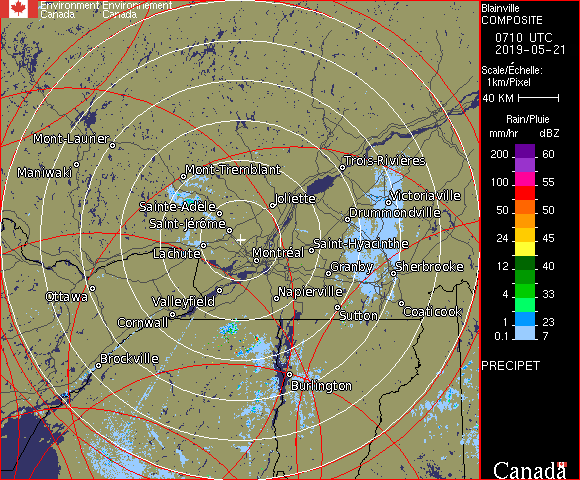 Environment Environnement
Canada Canada
Blainville
COMPOSITE
0710 UTC
2019-05-21
Scale/Échelle:
1km/Pixel
40 KM
Rain/Pluie
mm/hr dBZ
200 60
100 55
50 50
24 45
12 40
4 33
1 23
0.1 7
PRECIPET
Canada
Mont-Laurier
Maniwaki
Mont-Tremblant
Trois-Rivières
Joliette
Victoriaville
Sainte-Adèle
Drummondville
Saint-Jérôme
Saint-Hyacinthe
Lachute
Montréal
Granby
Sherbrooke
Ottawa
Valleyfield
Napierville
Sutton
Coaticook
Cornwall
Brockville
Burlington